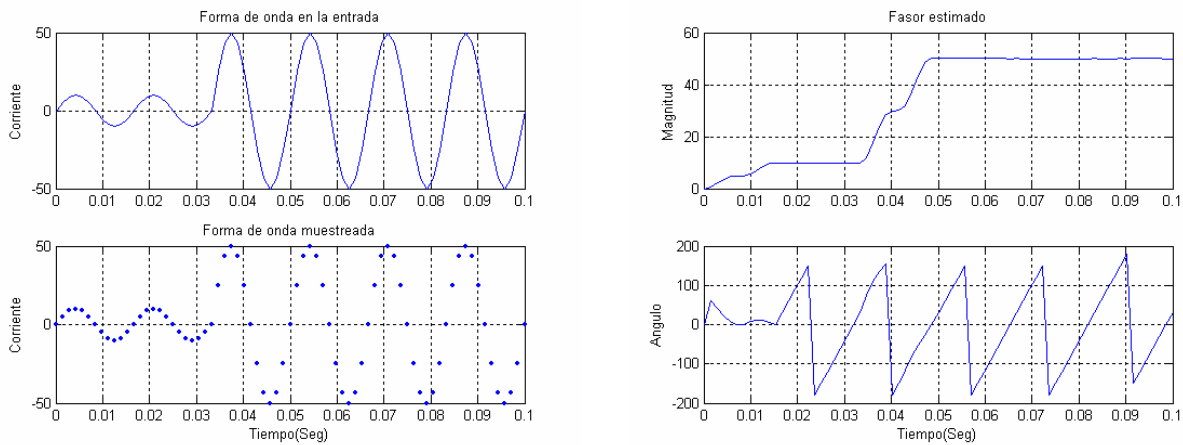 Forma de onda en la entrada
Corriente
50
0
-50
0 0.01 0.02 0.03 0.04 0.05 0.06 0.07 0.08 0.09 0.1
Forma de onda muestreada
Corriente
50
0
-50
0 0.01 0.02 0.03 0.04 0.05 0.06 0.07 0.08 0.09 0.1
Tiempo(Seg)
Fasor estimado
Magnitud
60
40
20
0
0 0.01 0.02 0.03 0.04 0.05 0.06 0.07 0.08 0.09 0.1
Angulo
200
100
0
-100
-200
0 0.01 0.02 0.03 0.04 0.05 0.06 0.07 0.08 0.09 0.1
Tiempo(Seg)